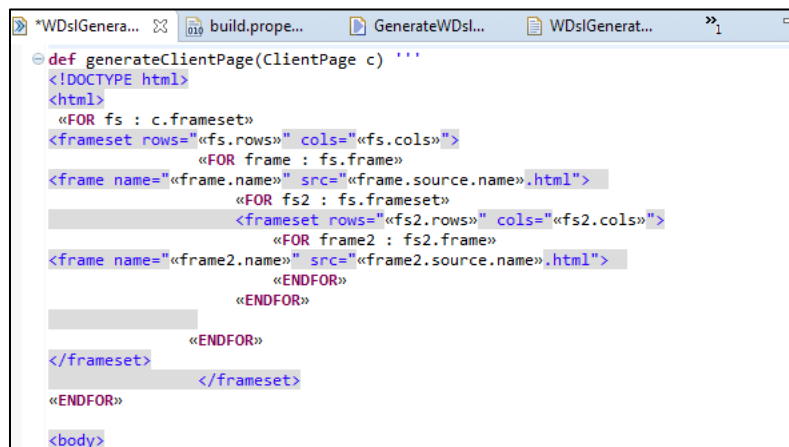 *WDslGenera... build.prope... GenerateWDsl... WDslGenerat... »1
def generateClientPage(ClientPage c) '''
<!DOCTYPE html>
<html>
«FOR fs : c.frameset»
<frameset rows="«fs.rows»" cols="«fs.cols»">
«FOR frame : fs.frame»
<frame name="«frame.name»" src="«frame.source.name».html">
«FOR fs2 : fs.frameset»
<frameset rows="«fs2.rows»" cols="«fs2.cols»">
«FOR frame2 : fs2.frame»
<frame name="«frame2.name»" src="«frame2.source.name».html">
«ENDFOR»
«ENDFOR»
«ENDFOR»
</frameset>
</frameset>
«ENDFOR»
<body>